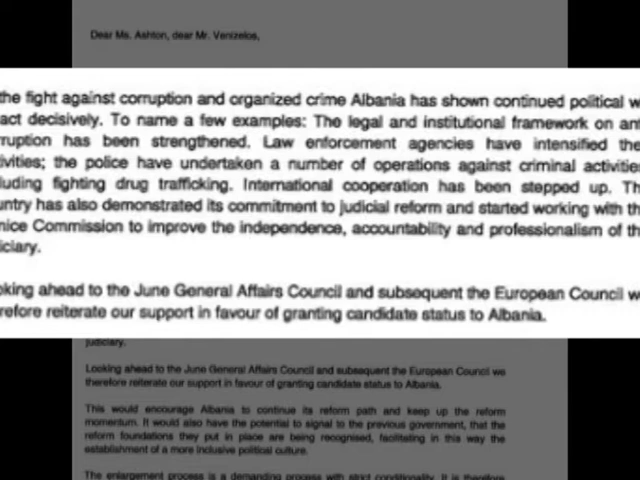 Dear Ms. Ashton, dear Mr. Venizelos,
the fight against corruption and organized crime Albania has shown continued political w
act decisively. To name a few examples: The legal and institutional framework on an
ruption has been strengthened. Law enforcement agencies have intensified the
ivities; the police have undertaken a number of operations against criminal activitie
luding fighting drug trafficking. International cooperation has been stepped up. Th
untry has also demonstrated its commitment to judicial reform and started working with th
nice Commission to improve the independence, accountability and professionalism of th
iciary.
oking ahead to the June General Affairs Council and subsequent the European Council w
refore reiterate our support in favour of granting candidate status to Albania.
judiciary.
Looking ahead to the June General Affairs Council and subsequent the European Council we
therefore reiterate our support in favour of granting candidate status to Albania.
This would encourage Albania to continue its reform path and keep up the reform
momentum. It would also have the potential to signal to the previous government, that the
reform foundations they put in place are being recognised, facilitating in this way the
establishment of a more inclusive political culture.
The enlargement process is a demanding process with strict conditionality. It is therefore